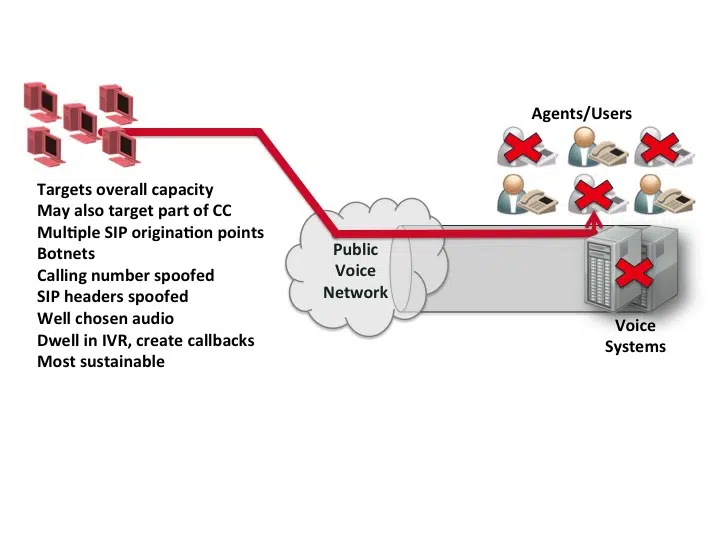 Agents/Users
Targets overall capacity
May also target part of CC
Multiple SIP origination points
Botnets
Calling number spoofed
SIP headers spoofed
Well chosen audio
Dwell in IVR, create callbacks
Most sustainable
Public
Voice
Network
Voice
Systems